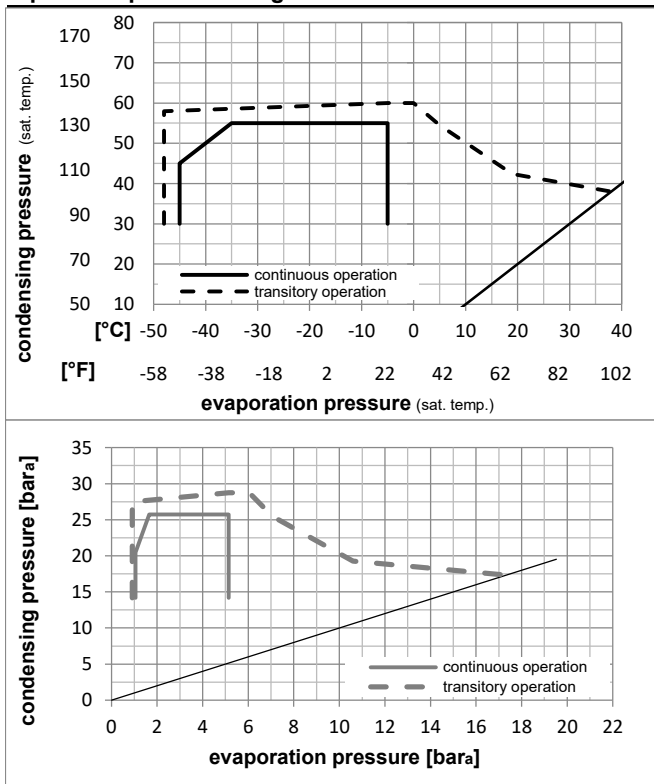 170 80
70
150
60
130
50
110
40
90
30
70
20
50 10
condensing pressure (sat. temp.)
continuous operation
transitory operation
[°C] -50 -40 -30 -20 -10 0 10 20 30 40
[°F] -58 -38 -18 2 22 42 62 82 102
evaporation pressure (sat. temp.)
35
30
25
20
15
10
5
0
condensing pressure [bara]
continuous operation
transitory operation
0 2 4 6 8 10 12 14 16 18 20 22
evaporation pressure [bara]